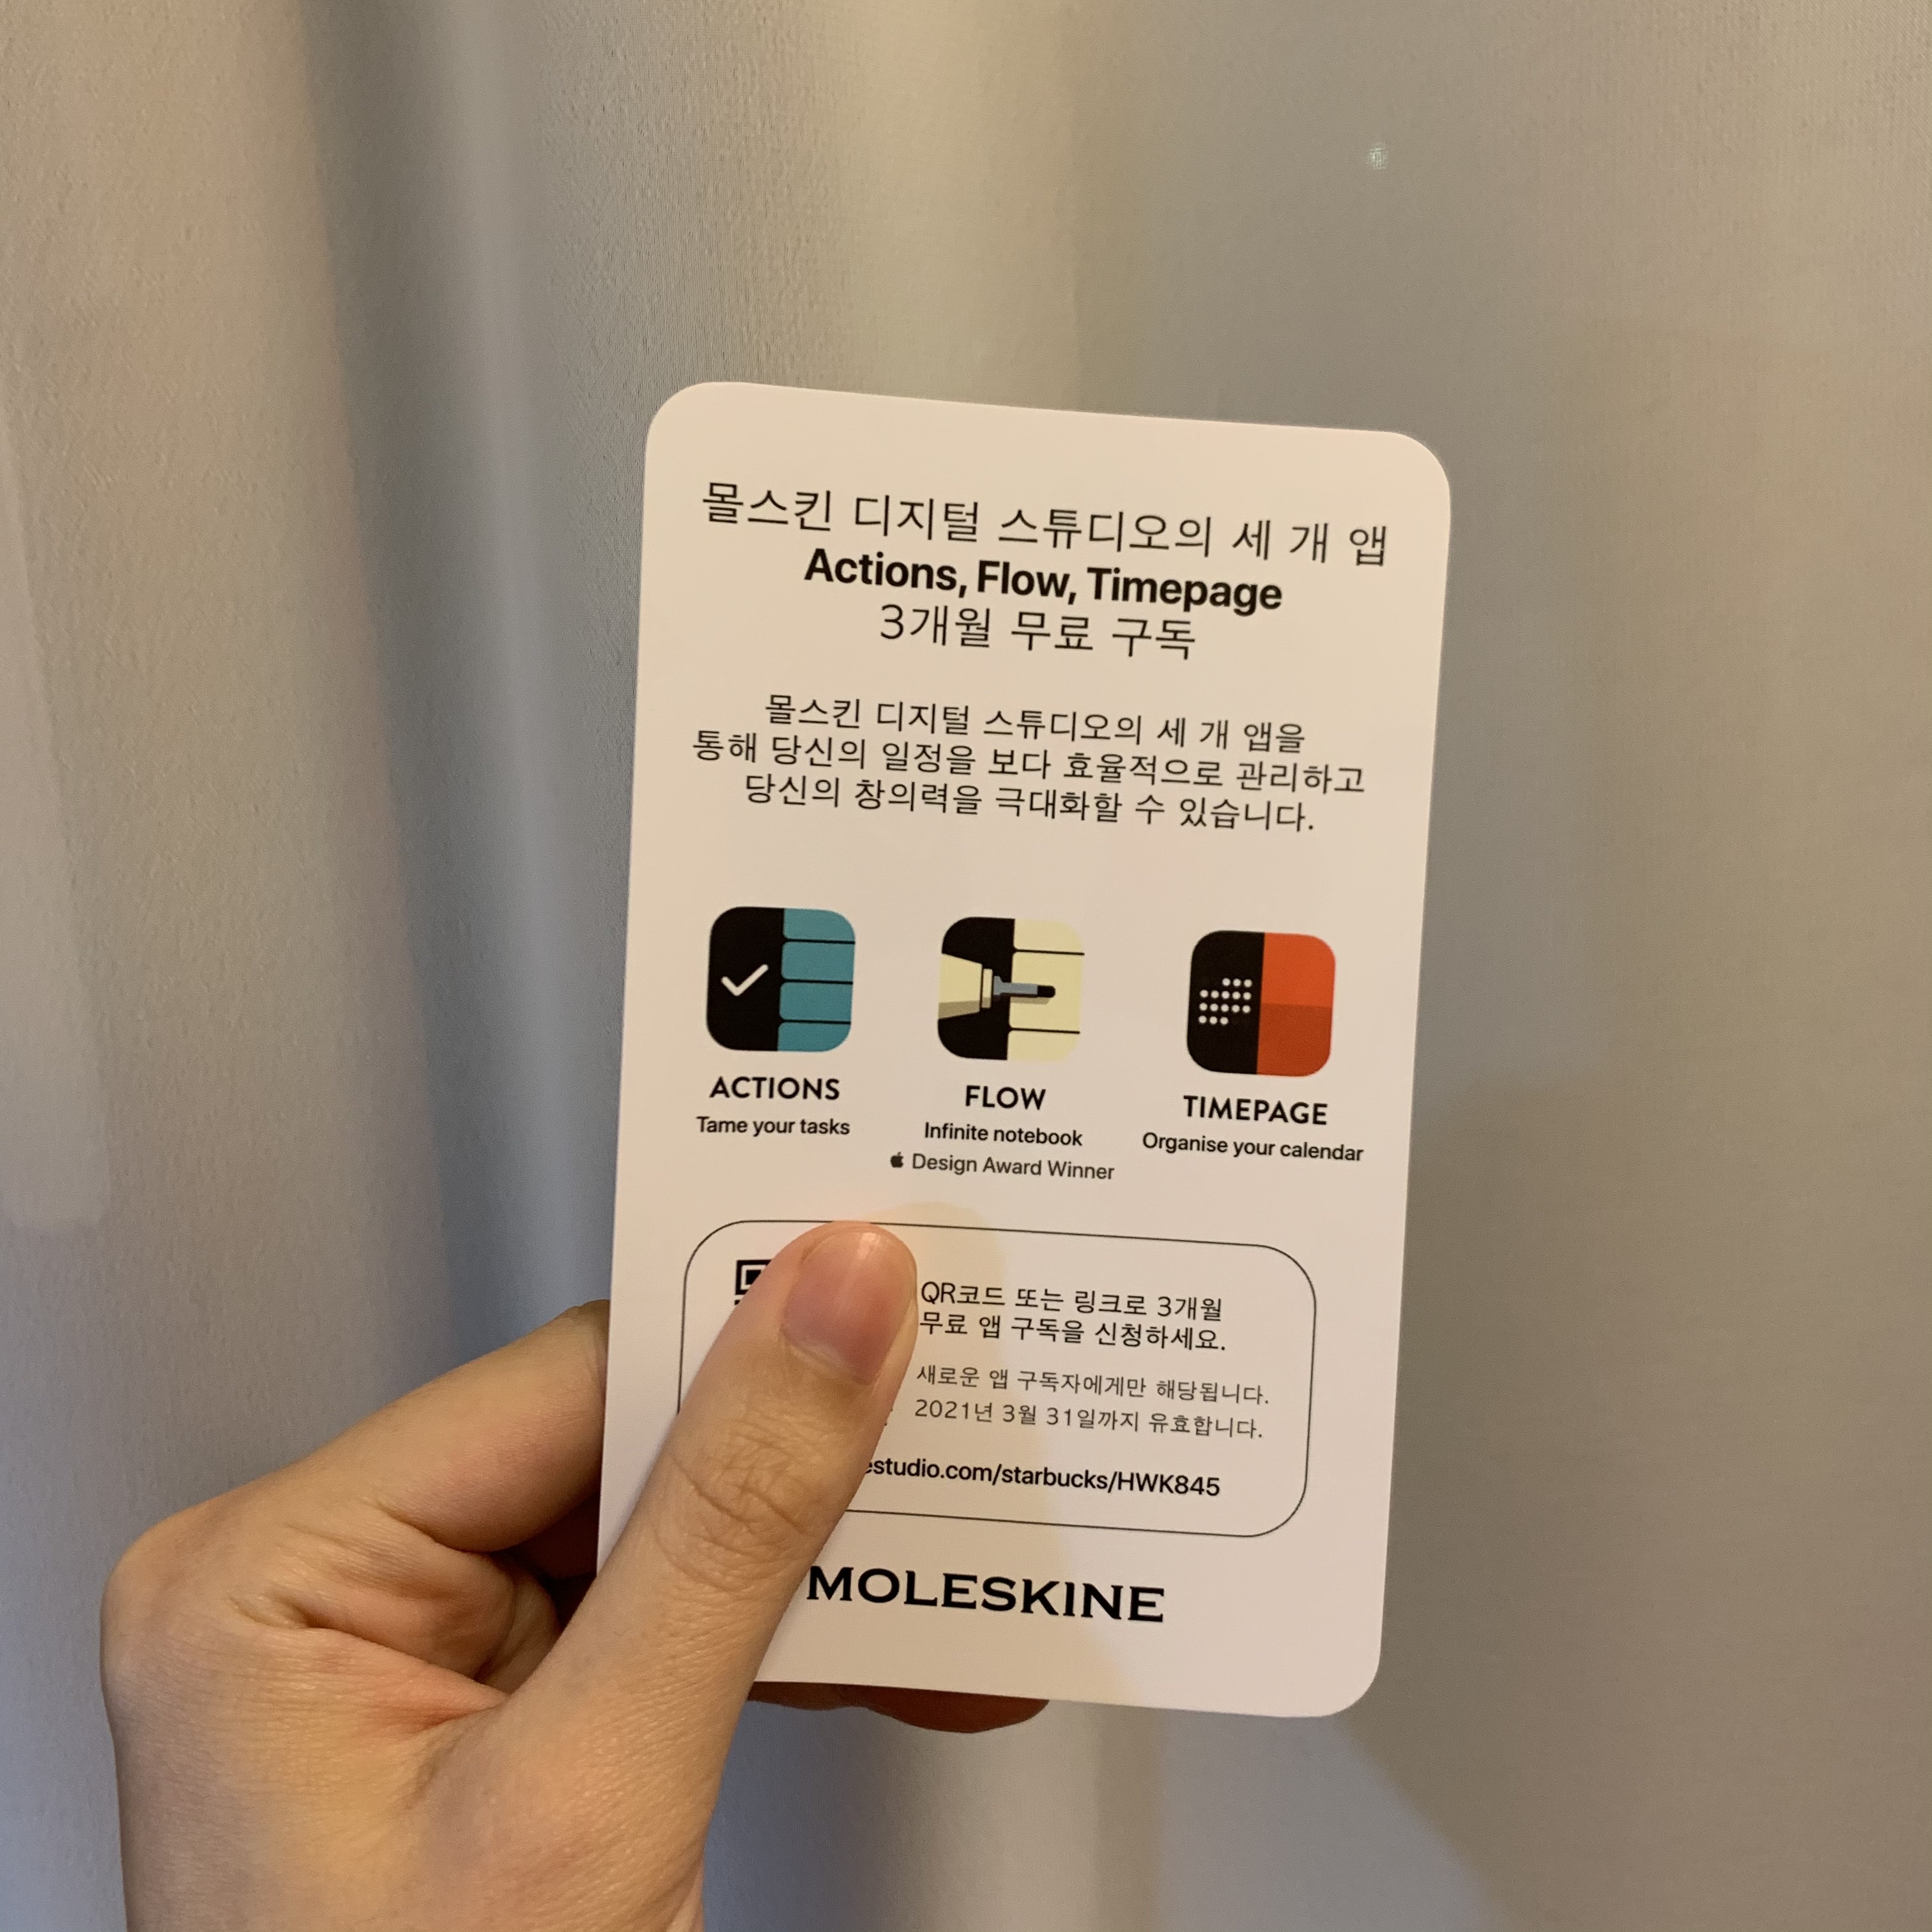 몰스킨 디지털 스튜디오의 세 개 앱
Actions, Flow, Timepage
3개월 무료 구독
몰스킨 디지털 스튜디오의 세 개 앱을
통해 당신의 일정을 보다 효율적으로 관리하고
당신의 창의력을 극대화할 수 있습니다.
ACTIONS
Tame your tasks
FLOW
Infinite notebook
Design Award Winner
TIMEPAGE
Organise your calendar
QR코드 또는 링크로 3개월
무료 앱 구독을 신청하세요.
새로운 앱 구독자에게만 해당됩니다.
2021년 3월 31일까지 유효합니다.
estudio.com/starbucks/HWK845
MOLESKINE